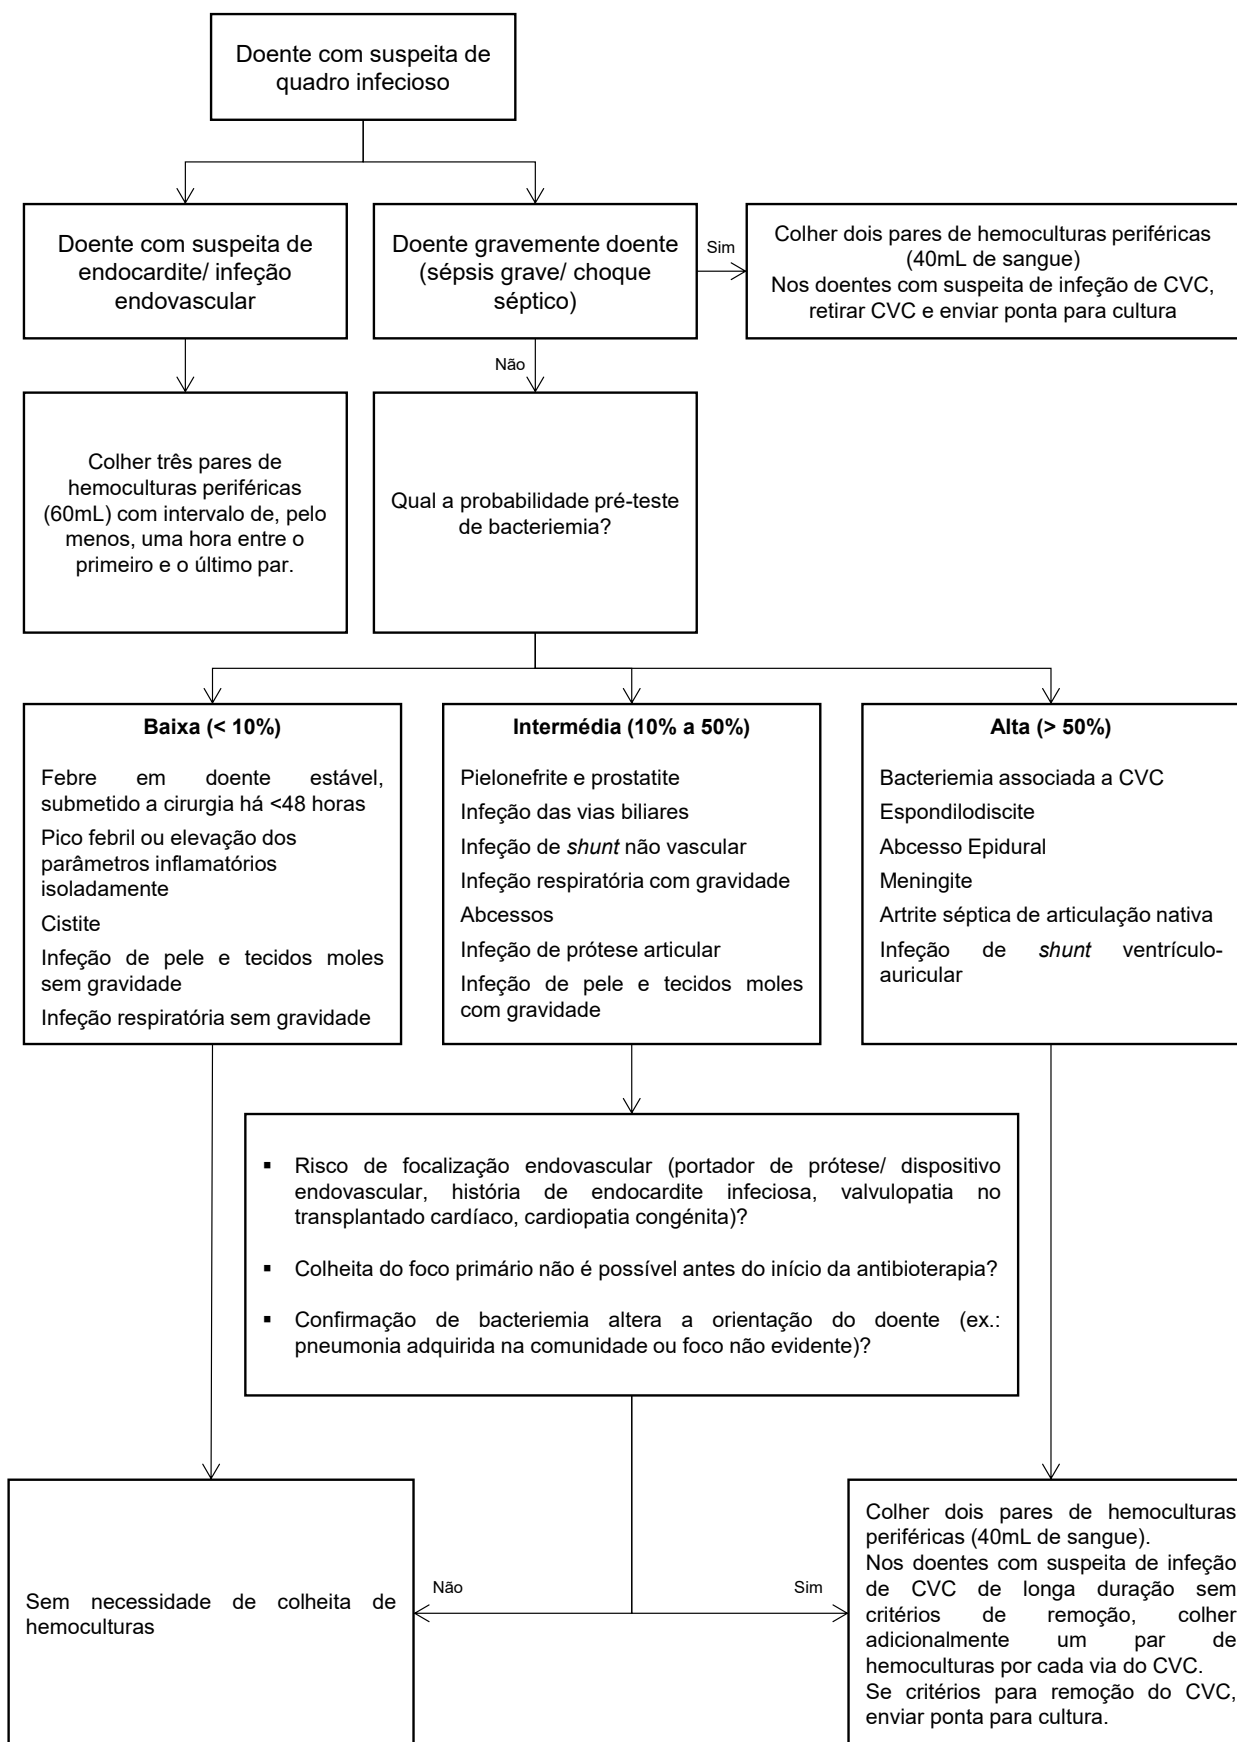 Doente com suspeita de
quadro infecioso
Doente com suspeita de
endocardite/ infeção
endovascular
Doente gravemente doente
(sépsis grave/ choque
séptico)
Sim
Colher dois pares de hemoculturas periféricas
(40mL de sangue)
Nos doentes com suspeita de infeção de CVC,
retirar CVC e enviar ponta para cultura
Não
Colher três pares de
hemoculturas periféricas
(60mL) com intervalo de, pelo
menos, uma hora entre o
primeiro e o último par.
Qual a probabilidade pré-teste
de bacteriemia?
Baixa (< 10%)
Febre em doente estável,
submetido a cirurgia há <48 horas
Pico febril ou elevação dos
parâmetros inflamatórios
isoladamente
Cistite
Infeção de pele e tecidos moles
sem gravidade
Infeção respiratória sem gravidade
Intermédia (10% a 50%)
Pielonefrite e prostatite
Infeção das vias biliares
Infeção de shunt não vascular
Infeção respiratória com gravidade
Abcessos
Infeção de prótese articular
Infeção de pele e tecidos moles
com gravidade
Alta (> 50%)
Bacteriemia associada a CVC
Espondilodiscite
Abcesso Epidural
Meningite
Artrite séptica de articulação nativa
Infeção de shunt ventrículo-
auricular
▪ Risco de focalização endovascular (portador de prótese/ dispositivo
endovascular, história de endocardite infeciosa, valvulopatia no
transplantado cardíaco, cardiopatia congénita)?
▪ Colheita do foco primário não é possível antes do início da antibioterapia?
▪ Confirmação de bacteriemia altera a orientação do doente (ex.:
pneumonia adquirida na comunidade ou foco não evidente)?
Sem necessidade de colheita de
hemoculturas
Não
Sim
Colher dois pares de hemoculturas
periféricas (40mL de sangue).
Nos doentes com suspeita de infeção
de CVC de longa duração sem
critérios de remoção, colher
adicionalmente um par de
hemoculturas por cada via do CVC.
Se critérios para remoção do CVC,
enviar ponta para cultura.